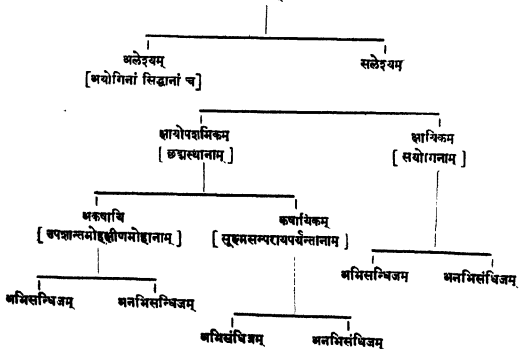 अलेश्यम्
[अयोगिनां सिद्धानां च]
सलेश्यम्
क्षायोपशमिकम्
[छद्मस्थानाम्]
क्षायिकम्
[सयोगिनाम्]
अकषायि
[उपशान्तमोहक्षीणमोहानाम्]
कषायिकम्
[सूक्ष्मसम्परायपर्यन्तानाम्]
अभिसन्धिजम्
अनभिसन्धिजम्
अभिसंधिजम्
अनभिसंधिजम्
अभिसन्धिजम्
अनभिसंधिजम्